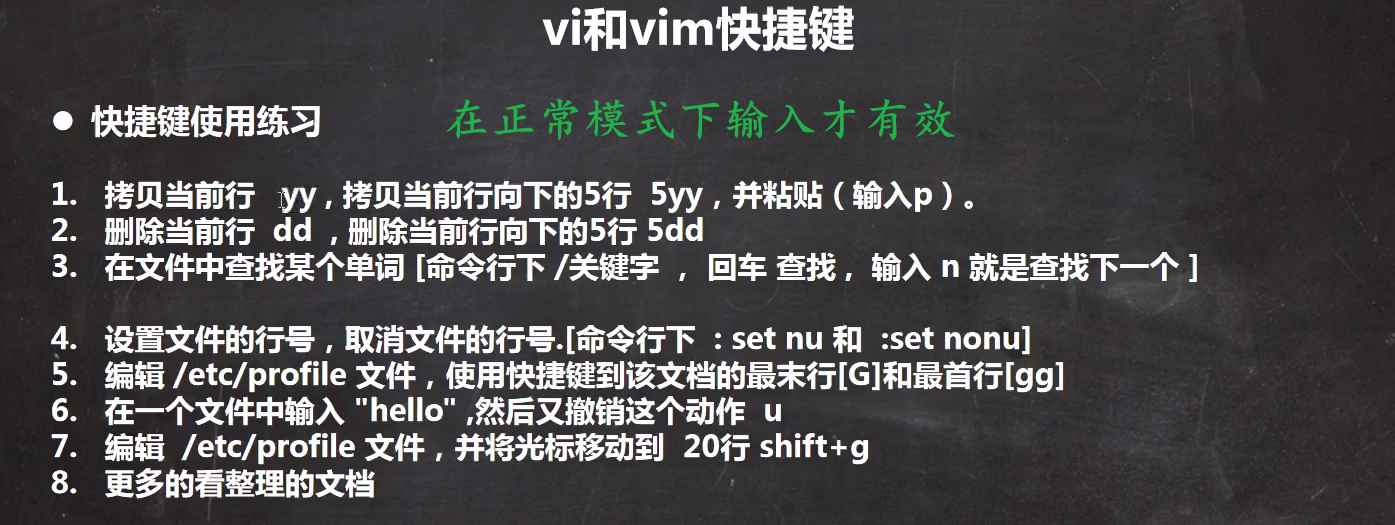 vi和vim快捷键
● 快捷键使用练习 在正常模式下输入才有效
1. 拷贝当前行 yy , 拷贝当前行向下的5行 5yy，并粘贴（输入p）。
2. 删除当前行 dd , 删除当前行向下的5行 5dd
3. 在文件中查找某个单词 [命令行下 /关键字 ， 回车 查找 , 输入 n 就是查找下一个 ]
4. 设置文件的行号，取消文件的行号.[命令行下 : set nu 和 :set nonu]
5. 编辑 /etc/profile 文件，使用快捷键到该文档的最末行[G]和最首行[gg]
6. 在一个文件中输入 "hello" ,然后又撤销这个动作 u
7. 编辑 /etc/profile 文件，并将光标移动到 20行 shift+g
8. 更多的看整理的文档